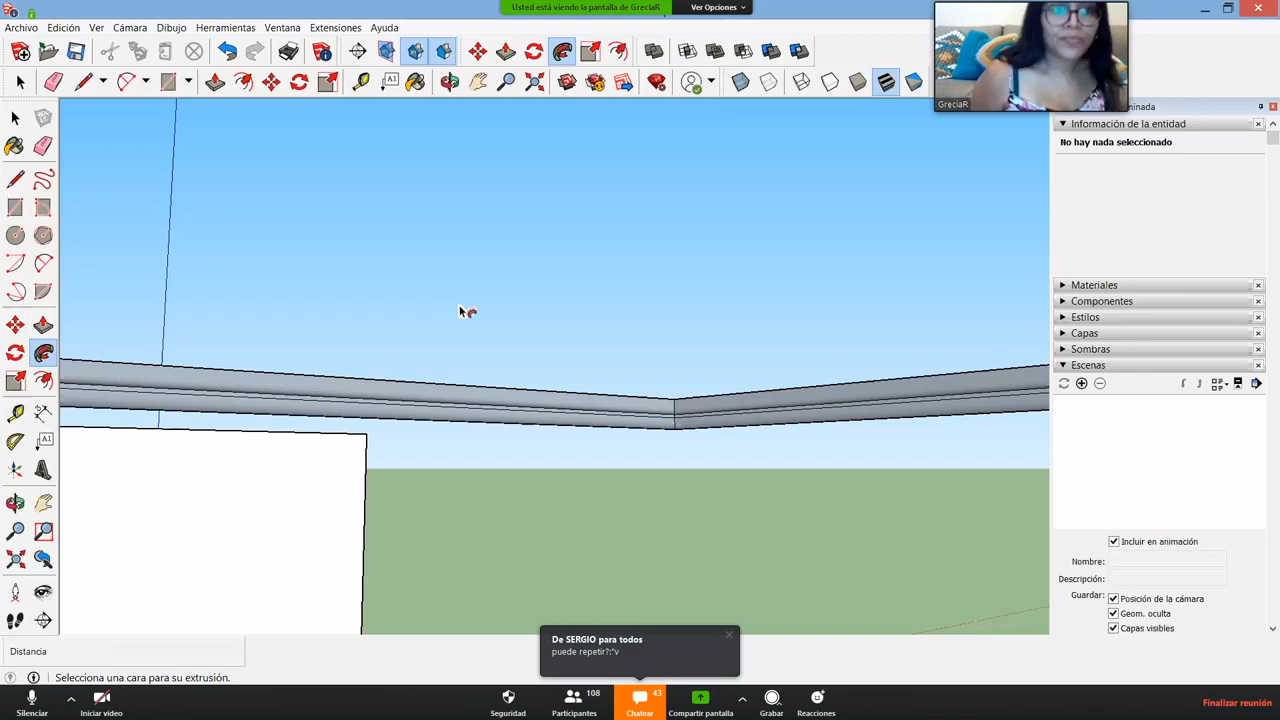 Usted está viendo la pantalla de GreciaR
Ver Opciones
Archivo Edición Ver Cámara Dibujo Herramientas Ventana Extensiones Ayuda
GreciaR
minada
Información de la entidad
No hay nada seleccionado
Materiales
Componentes
Estilos
Capas
Sombras
Escenas
Incluir en animación
Nombre:
Descripción:
Guardar:
Posición de la cámara
Geom. oculta
Capas visibles
De SERGIO para todos
puede repetir?:"v
Distancia
Selecciona una cara para su extrusión.
108
43
Silenciar
Iniciar video
Seguridad
Participantes
Chatear
Compartir pantalla
Grabar
Reacciones
Finalizar reunión